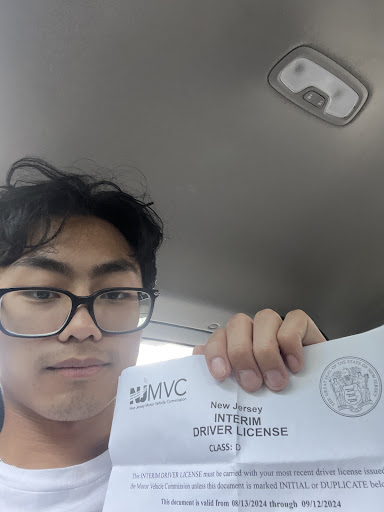 NJMVC
New Jersey Motor Vehicle Commission
New Jersey
INTERIM
DRIVER LICENSE
CLASS: D
The INTERIM DRIVER LICENSE must be carried with your most recent driver license issued
the Motor Vehicle Commission unless this document is marked INITIAL or DUPLICATE
This document is valid from 08/13/2024 through 09/12/2024